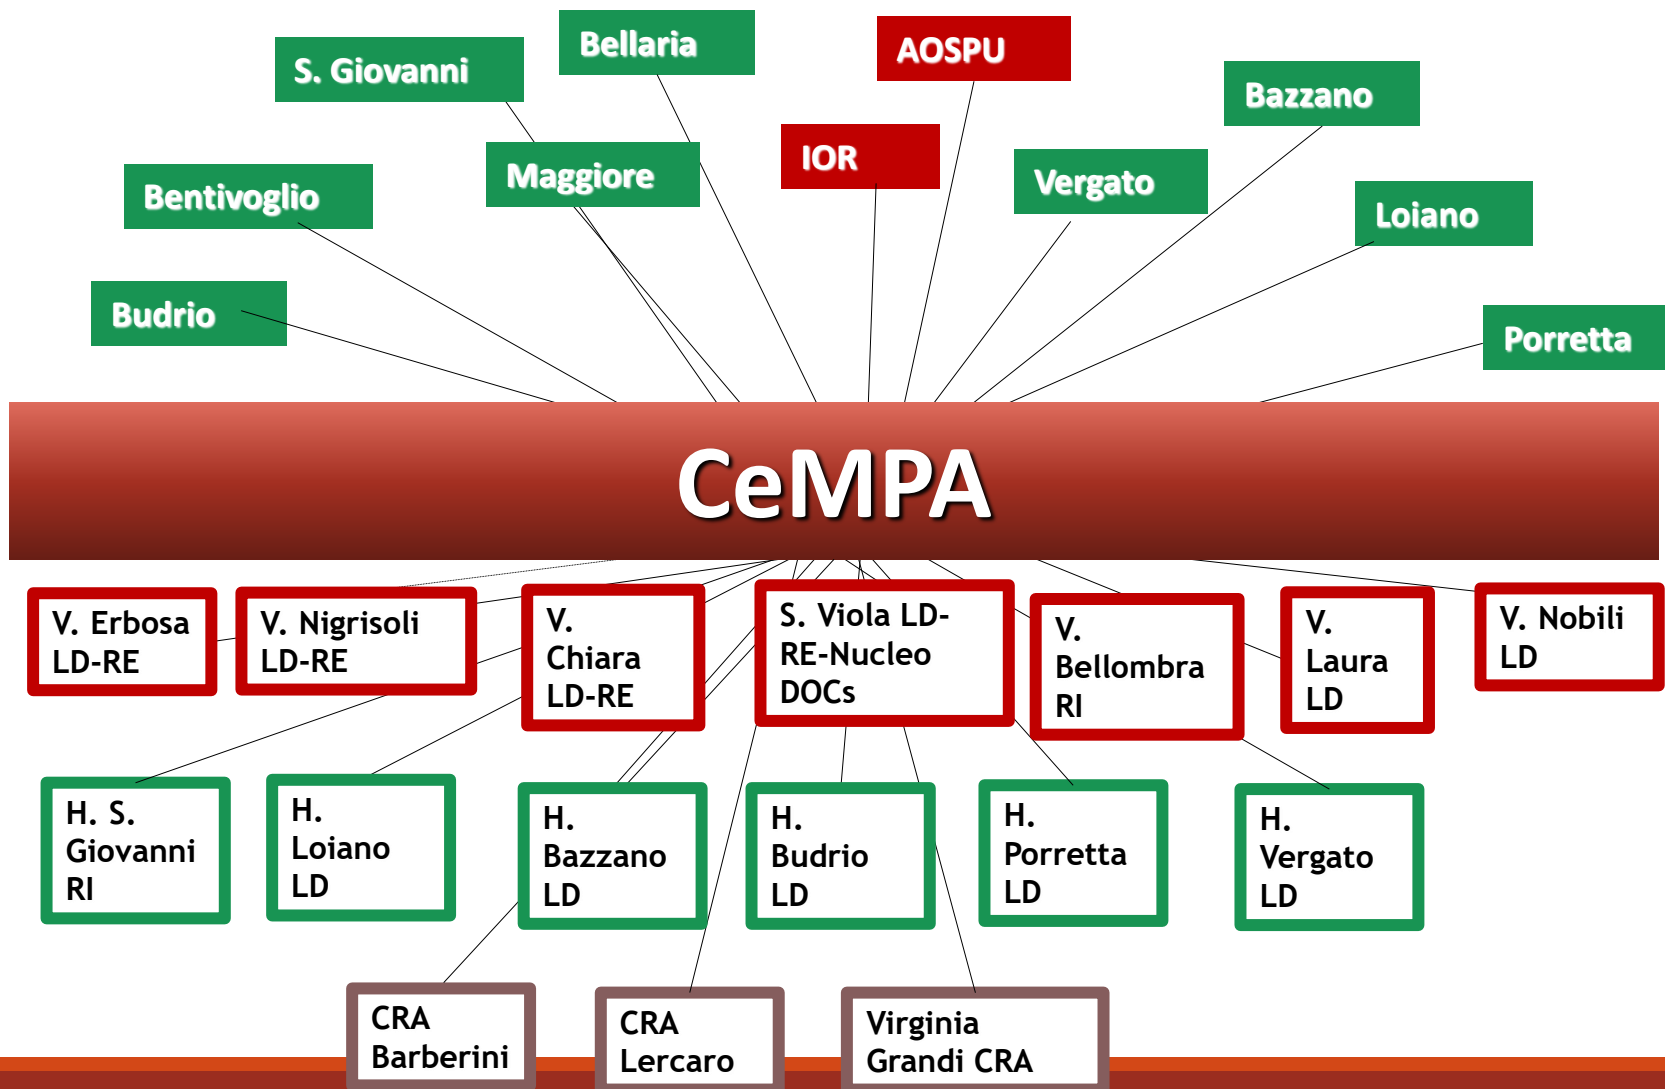 Bellaria
AOSPU
S. Giovanni
Bazzano
IOR
Maggiore
Vergato
Bentivoglio
Loiano
Budrio
Porretta
CeMPA
V. Erbosa
LD-RE
V. Nigrisoli
LD-RE
V.
Chiara
LD-RE
S. Viola LD-
RE-Nucleo
DOCs
V.
Bellombra
RI
V.
Laura
LD
V. Nobili
LD
H. S.
Giovanni
RI
H.
Loiano
LD
H.
Bazzano
LD
H.
Budrio
LD
H.
Porretta
LD
H.
Vergato
LD
CRA
Barberini
CRA
Lercaro
Virginia
Grandi CRA